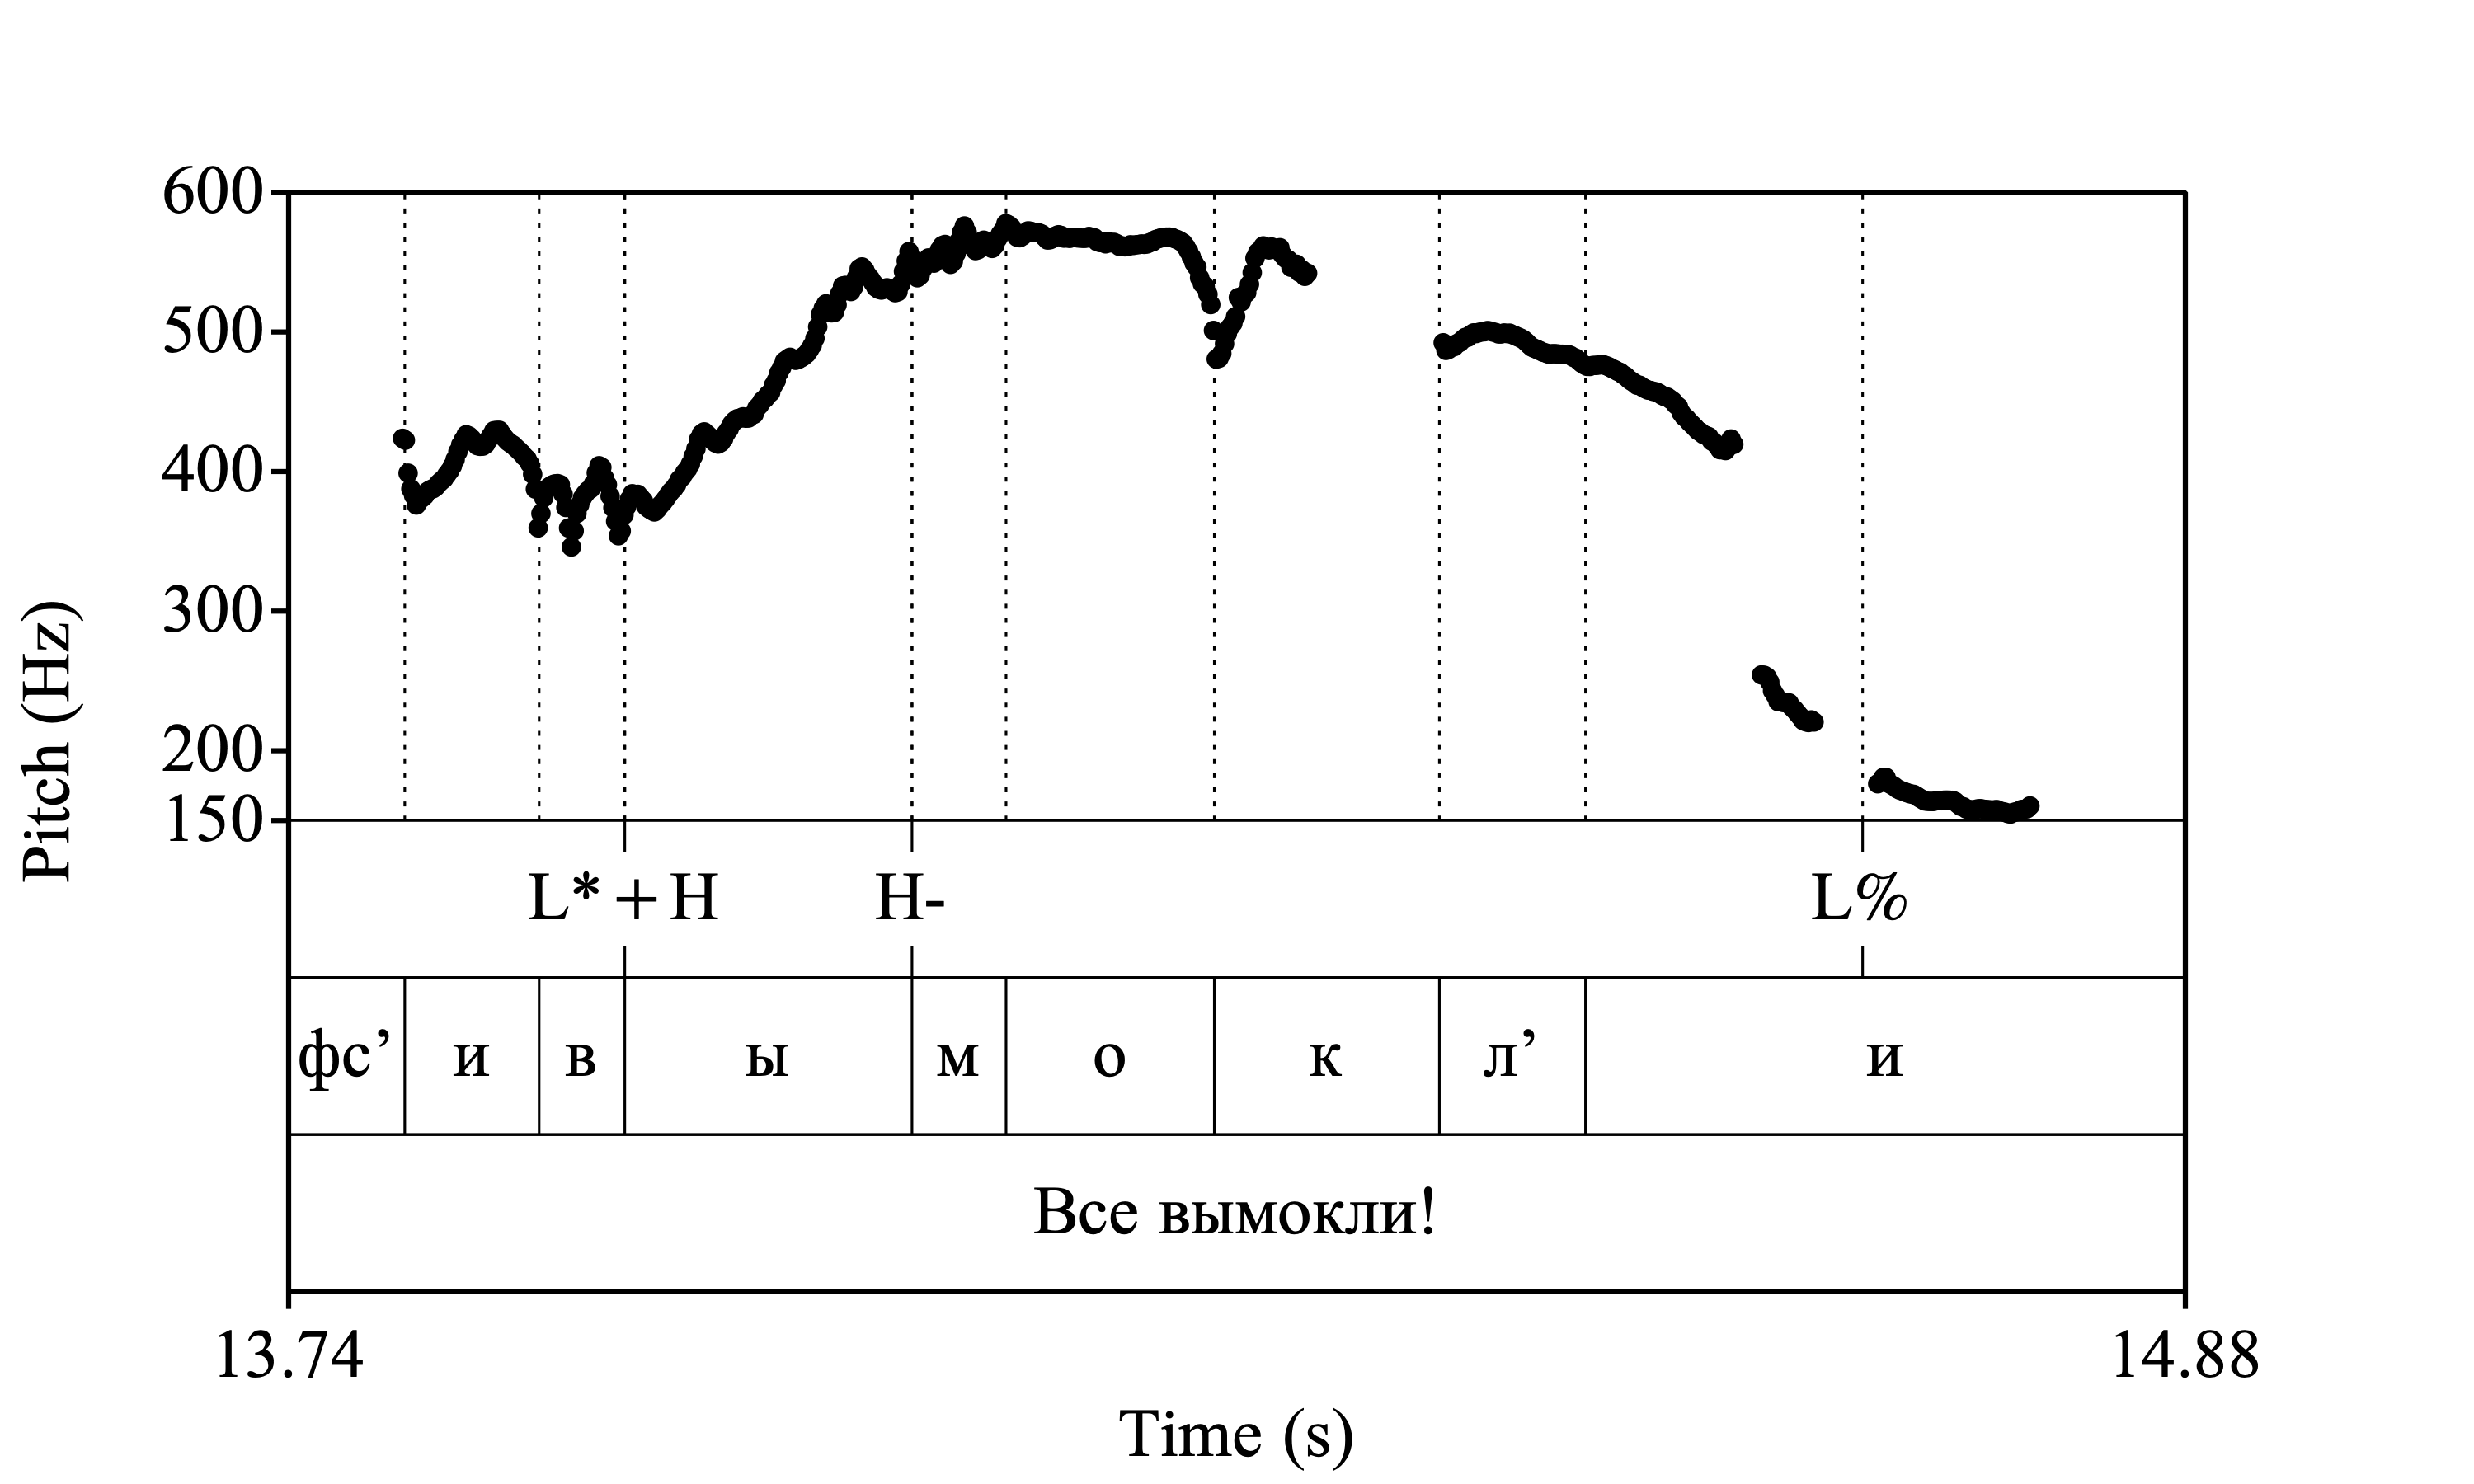 600
500
400
300
200
150
Pitch (Hz)
L*+H H- L%
фс’ и в ы м о к л’ и
Все вымокли!
13.74 14.88
Time (s)